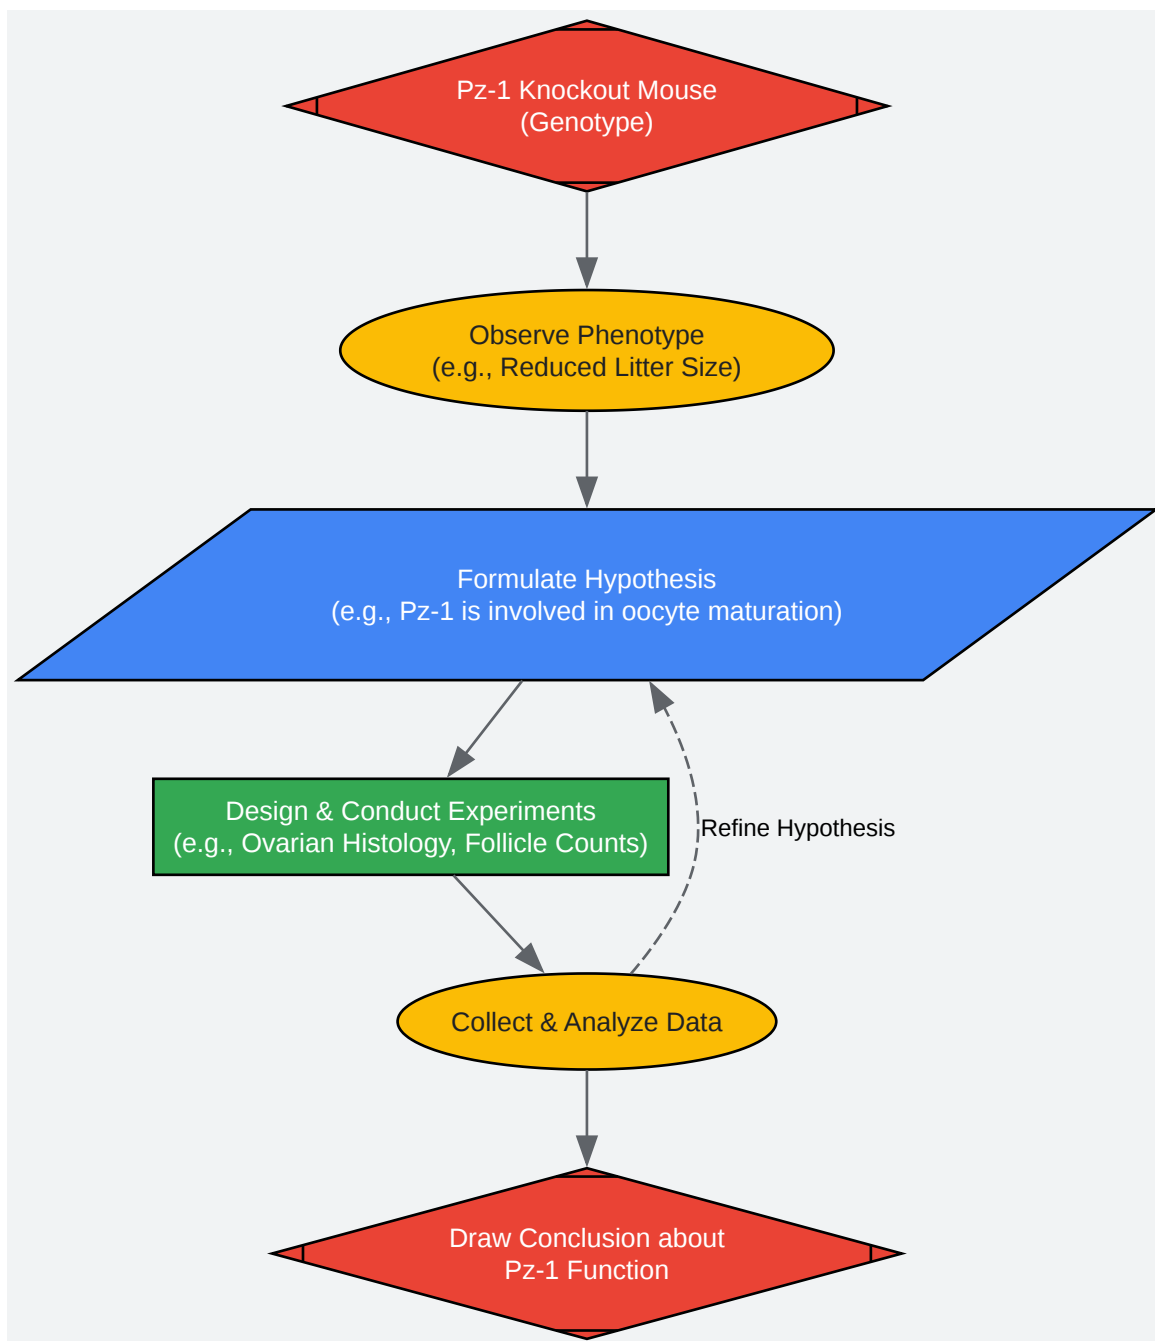 Pz-1 Knockout Mouse
(Genotype)
Observe Phenotype
(e.g., Reduced Litter Size)
Formulate Hypothesis
(e.g., Pz-1 is involved in oocyte maturation)
Design & Conduct Experiments
(e.g., Ovarian Histology, Follicle Counts)
Refine Hypothesis
Collect & Analyze Data
Draw Conclusion about
Pz-1 Function